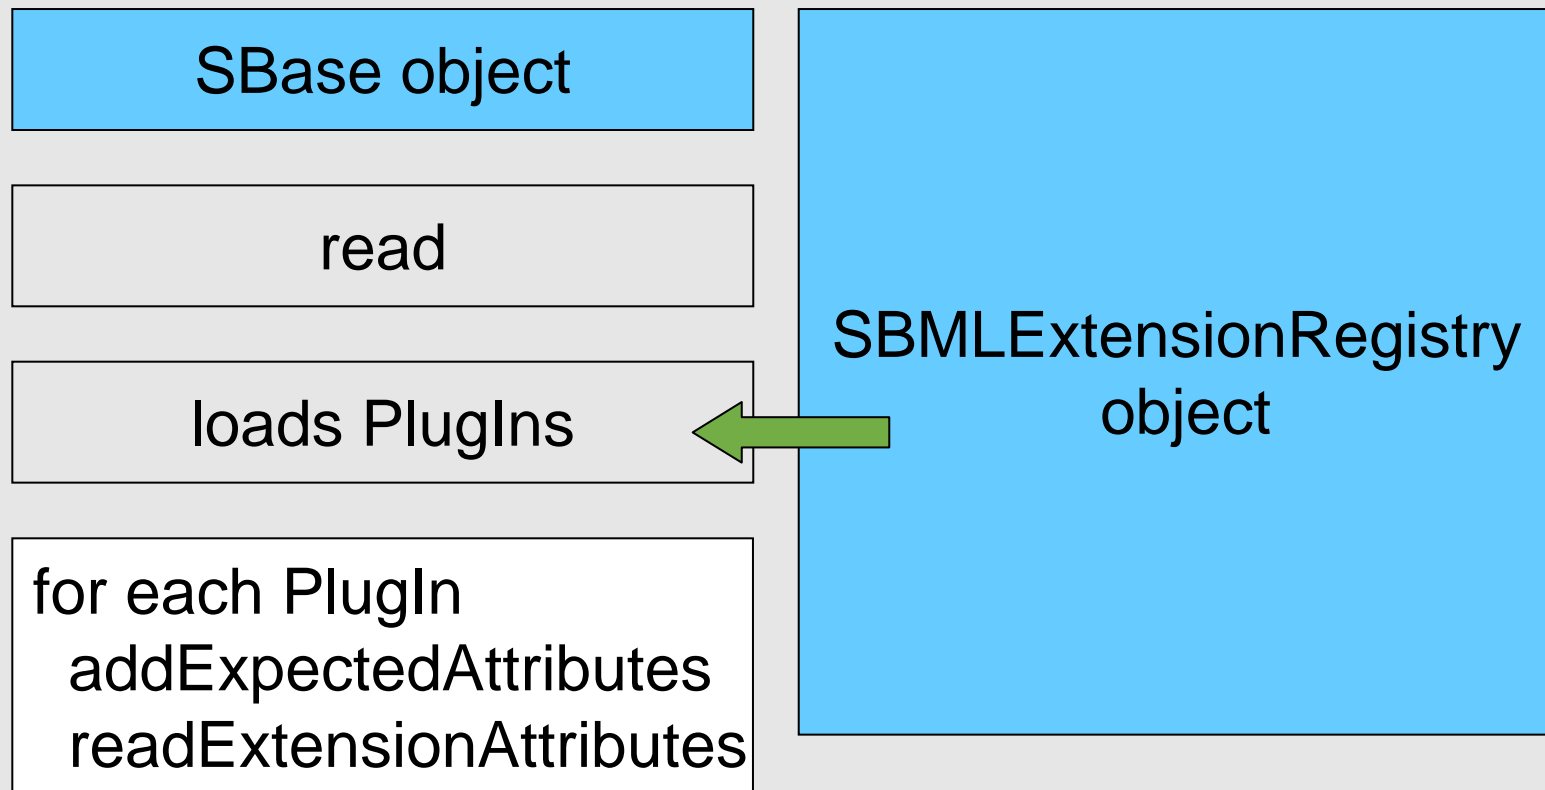 SBase object
read
loads PlugIns
for each PlugIn
addExpectedAttributes
readExtensionAttributes
SBMLExtensionRegistry
object